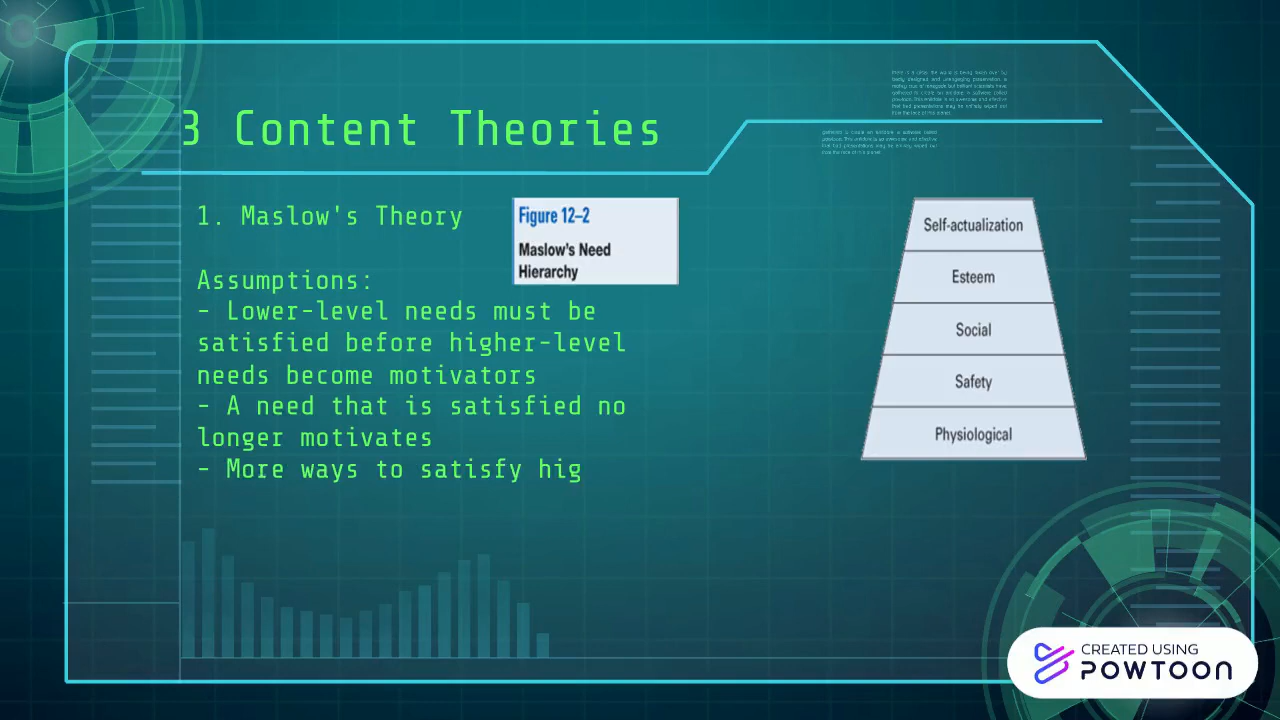 3 Content Theories
1. Maslow's Theory
Figure 12–2
Maslow's Need
Hierarchy
Assumptions:
- Lower-level needs must be
satisfied before higher-level
needs become motivators
- A need that is satisfied no
longer motivates
- More ways to satisfy hig
Self-actualization
Esteem
Social
Safety
Physiological
CREATED USING
POWTOON